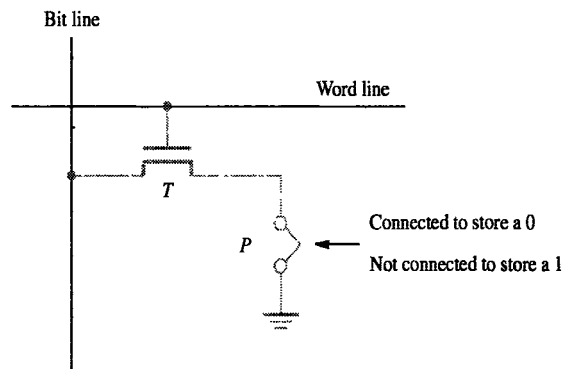 Bit line
Word line
T
P
Connected to store a 0
Not connected to store a 1